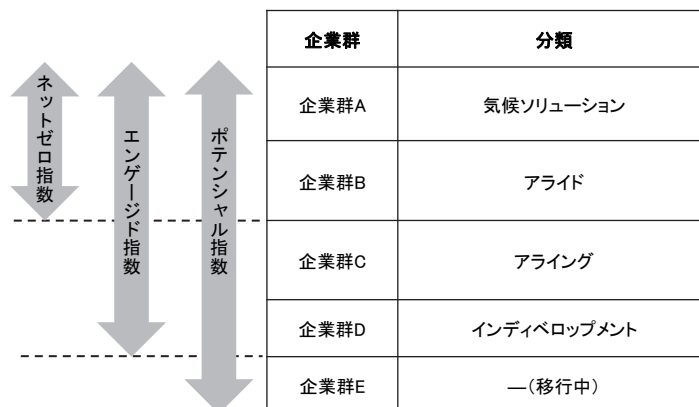 企業群 分類
企業群A 気候ソリューション
企業群B アライド
企業群C アライング
企業群D インディベロップメント
企業群E ―(移行中)
ネットゼロ指数
エンゲージド指数
ポテンシャル指数